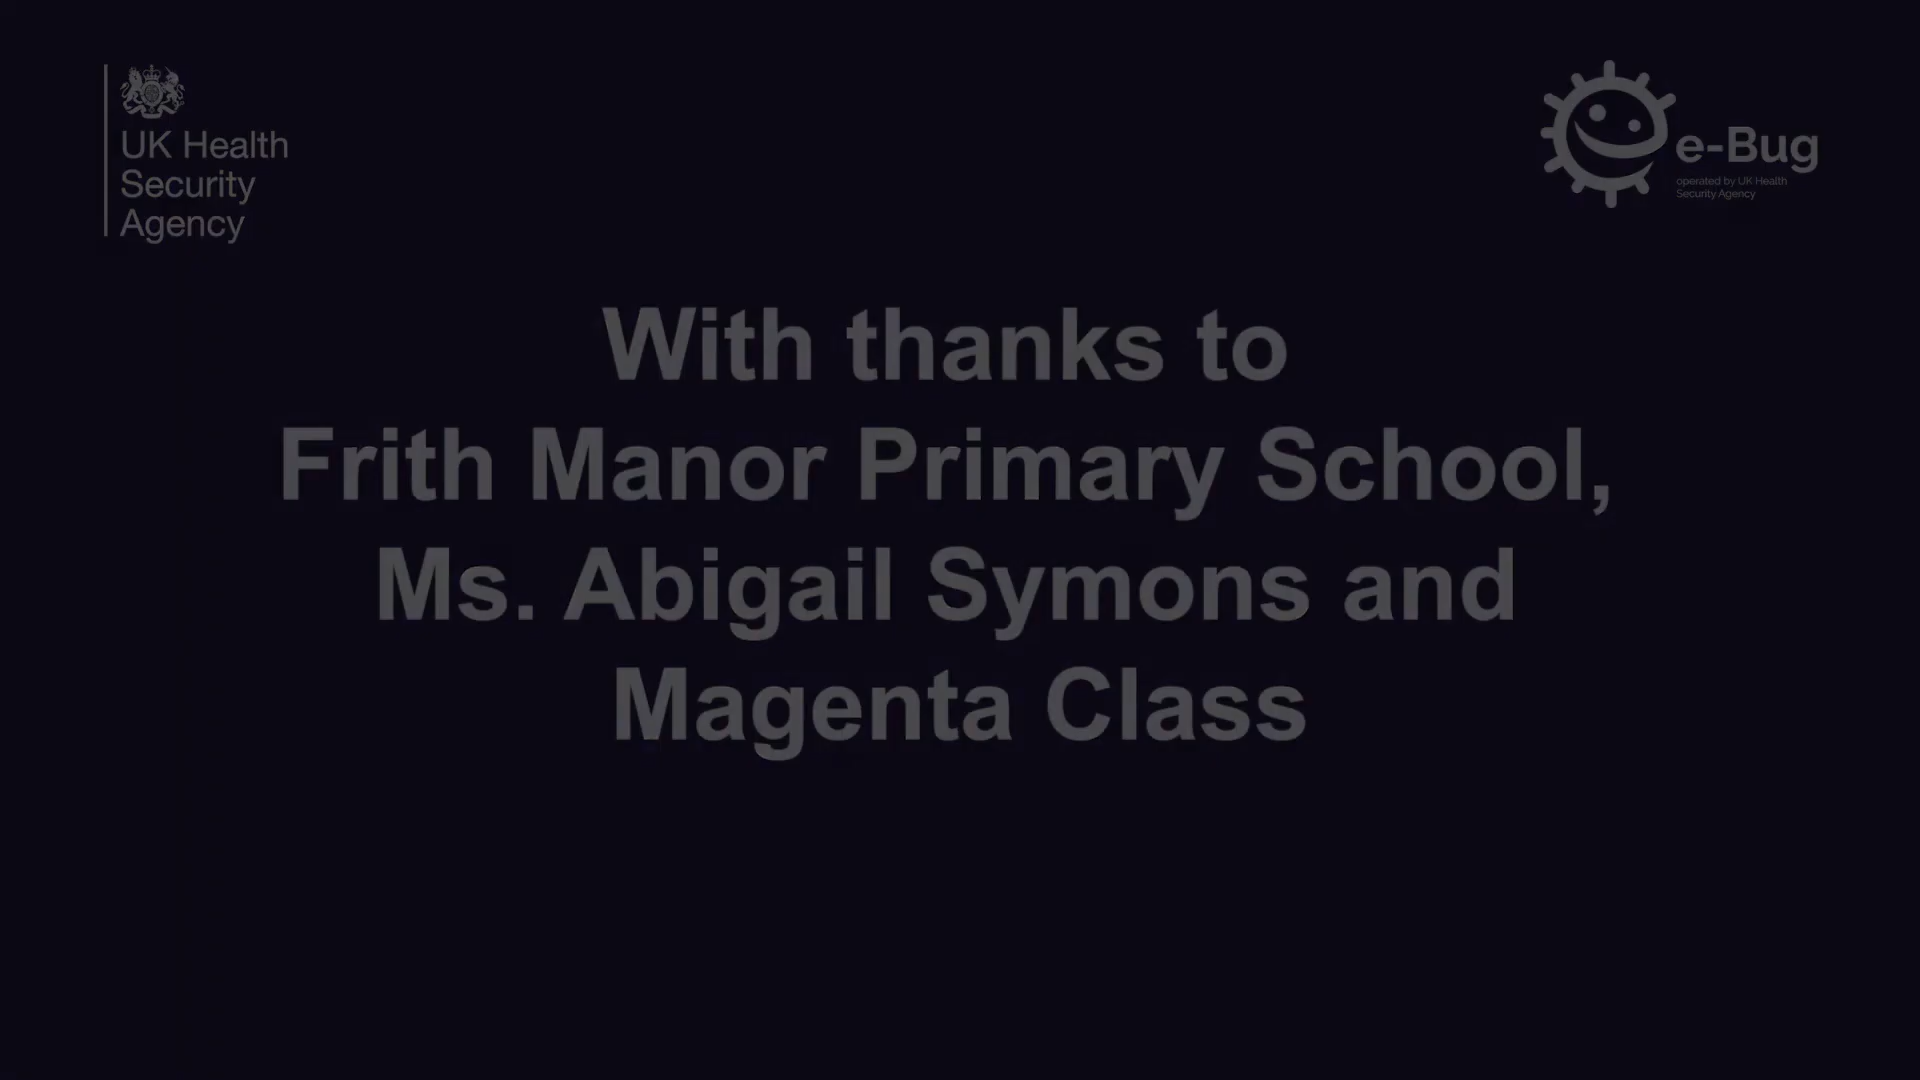 UK Health
Security
Agency
e-Bug
operated by UK Health
Security Agency
With thanks to
Frith Manor Primary School,
Ms. Abigail Symons and
Magenta Class